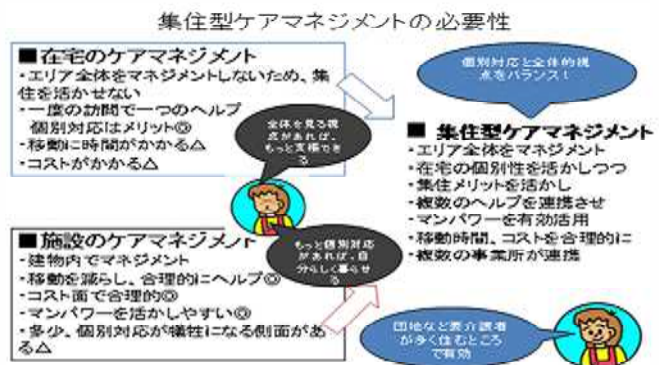 集住型ケアマネジメントの必要性
■在宅のケアマネジメント
・エリア全体をマネジメントしないため、集
住を活かせない
・一度の訪問で一つのヘルプ
個別対応はメリット◎
・移動に時間がかかる△
・コストがかかる△
全体を見る視
点があれば、
もっと支援でき
る
個別対応と全体的視
点をバランス！
■ 集住型ケアマネジメント
・エリア全体をマネジメント
・在宅の個別性を活かしつつ
・集住メリットを活かし
・複数のヘルプを連携させ
・マンパワーを有効活用
・移動時間、コストを合理的に
・複数の事業所が連携
■施設のケアマネジメント
・建物内でマネジメント
・移動を減らし、合理的にヘルプ◎
・コスト面で合理的◎
・マンパワーを活かしやすい◎
・多少、個別対応が犠牲になる側面があ
る△
もっと個別対応
があれば、自
分らしく暮らせ
る
団地など要介護者
が多く住むところ
で有効